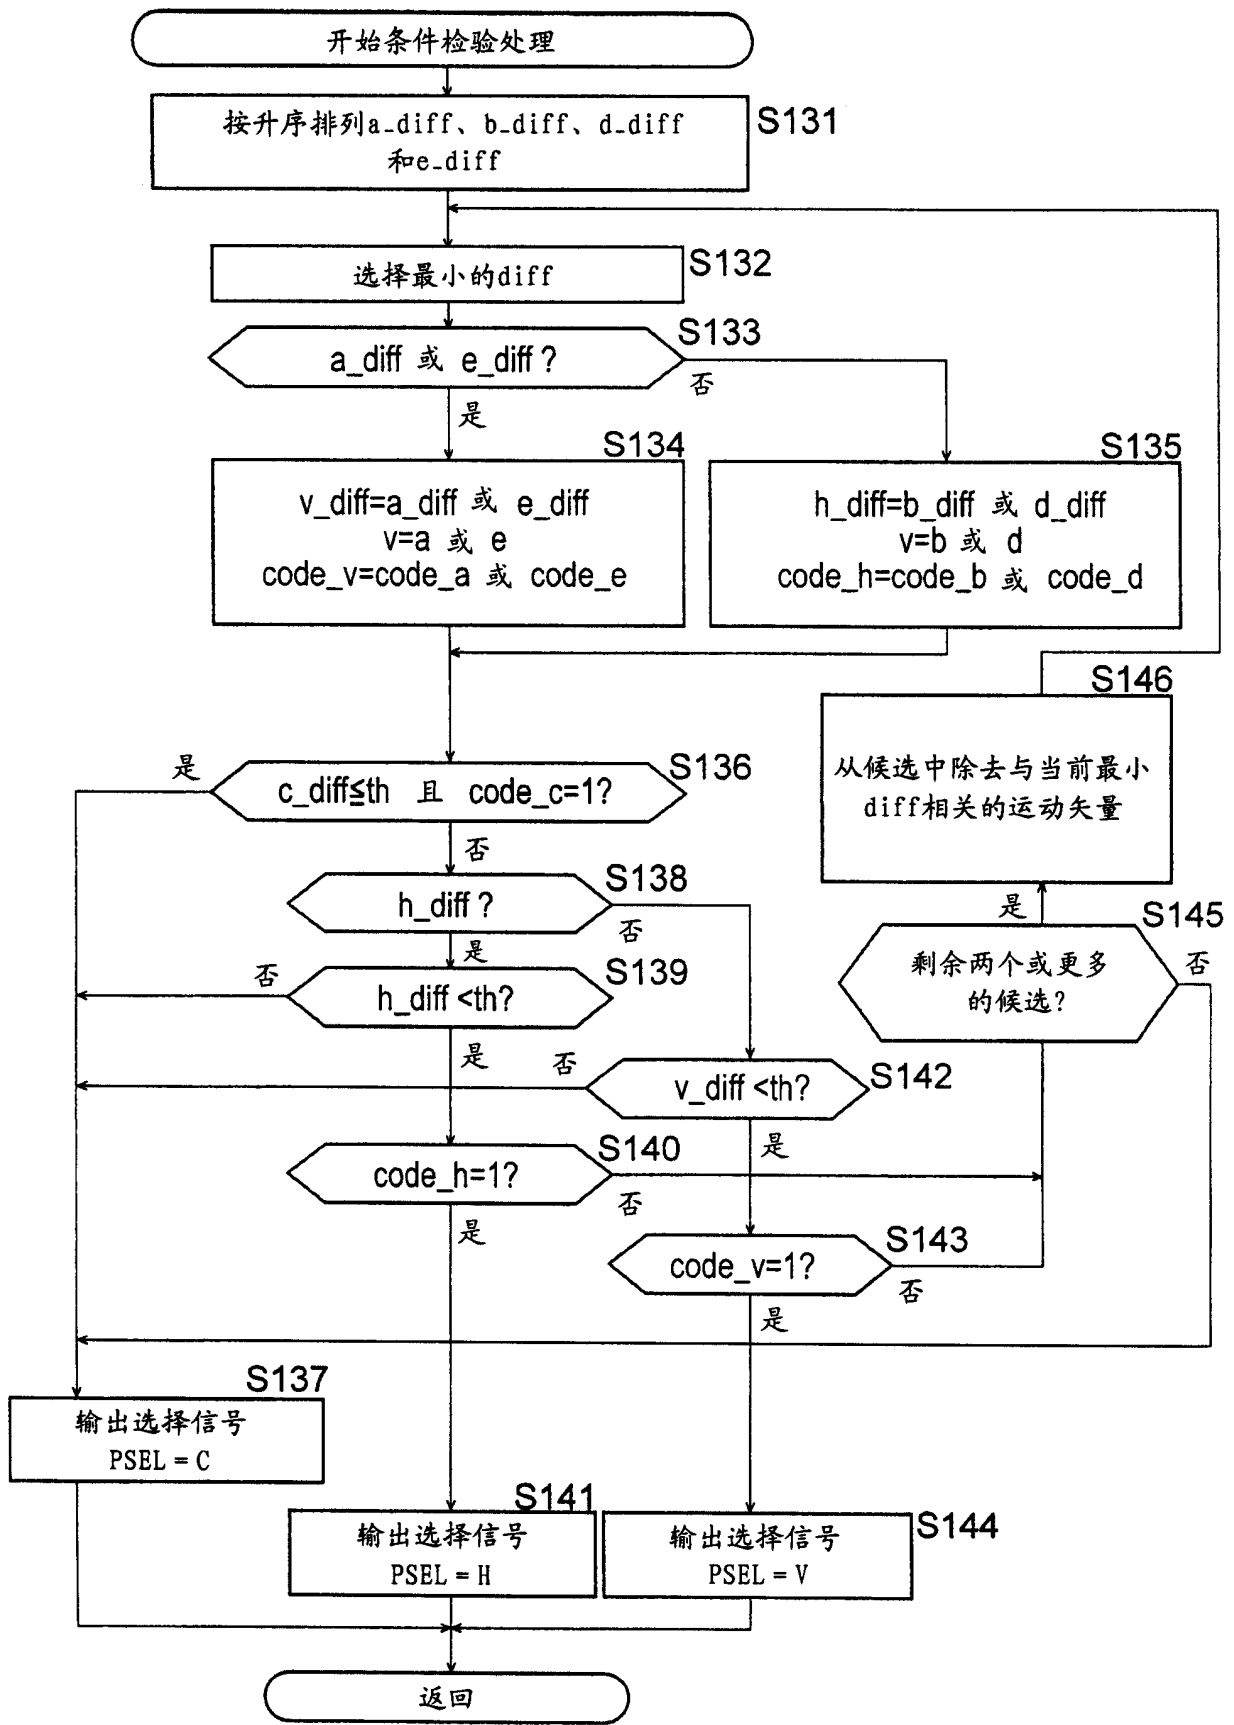 开始条件检验处理
按升序排列a_diff、b_diff、d_diff
和e_diff
S131
选择最小的diff
S132
a_diff 或 e_diff?
S133
否
是
S134
v_diff=a_diff 或 e_diff
v=a 或 e
code_v=code_a 或 code_e
S135
h_diff=b_diff 或 d_diff
v=b 或 d
code_h=code_b 或 code_d
S146
从候选中除去与当前最小
diff相关的运动矢量
是
S136
c_diff≦th 且 code_c=1?
否
S138
h_diff?
否
是
是
S145
剩余两个或更多
的候选?
否
否
S139
h_diff<th?
是
否
S142
v_diff<th?
是
S140
code_h=1?
否
是
S143
code_v=1?
否
是
S137
输出选择信号
PSEL=C
S141
输出选择信号
PSEL=H
S144
输出选择信号
PSEL=V
返回